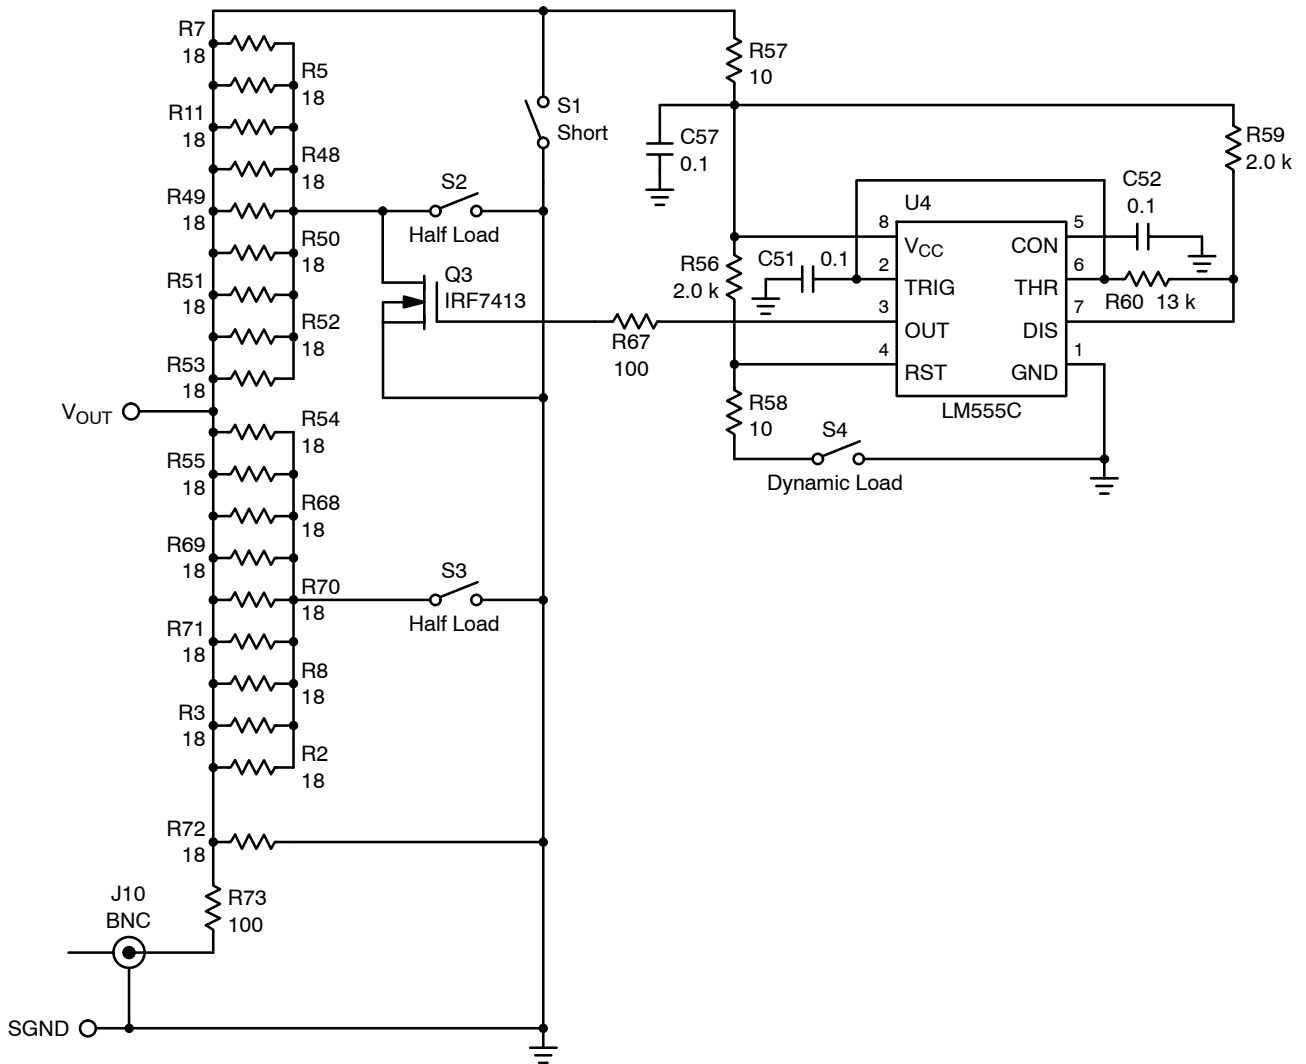 R7
18
R5
18
R11
18
R48
18
R49
18
R50
18
R51
18
R52
18
R53
18
VOUT
R54
18
R55
18
R68
18
R69
18
R70
18
R71
18
R8
18
R3
18
R2
18
R72
18
R73
100
J10
BNC
SGND
S1
Short
S2
Half Load
Q3
IRF7413
S3
Half Load
R67
100
R57
10
C57
0.1
R56
2.0 k
C51
0.1
R58
10
S4
Dynamic Load
U4
8
VCC
2
TRIG
3
OUT
4
RST
5
CON
6
THR
7
DIS
1
GND
LM555C
C52
0.1
R60 13 k
R59
2.0 k